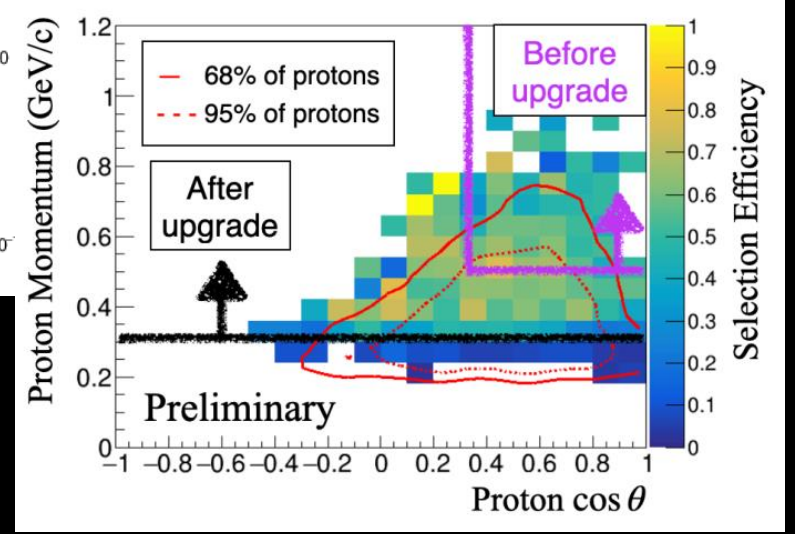 0
0
Proton Momentum (GeV/c)
1.2
1
0.8
0.6
0.4
0.2
0
68% of protons
95% of protons
Before
upgrade
After
upgrade
Preliminary
−1 −0.8 −0.6 −0.4 −0.2 0 0.2 0.4 0.6 0.8 1
Proton cos θ
1
0.9
0.8
0.7
0.6
0.5
0.4
0.3
0.2
0.1
0
Selection Efficiency